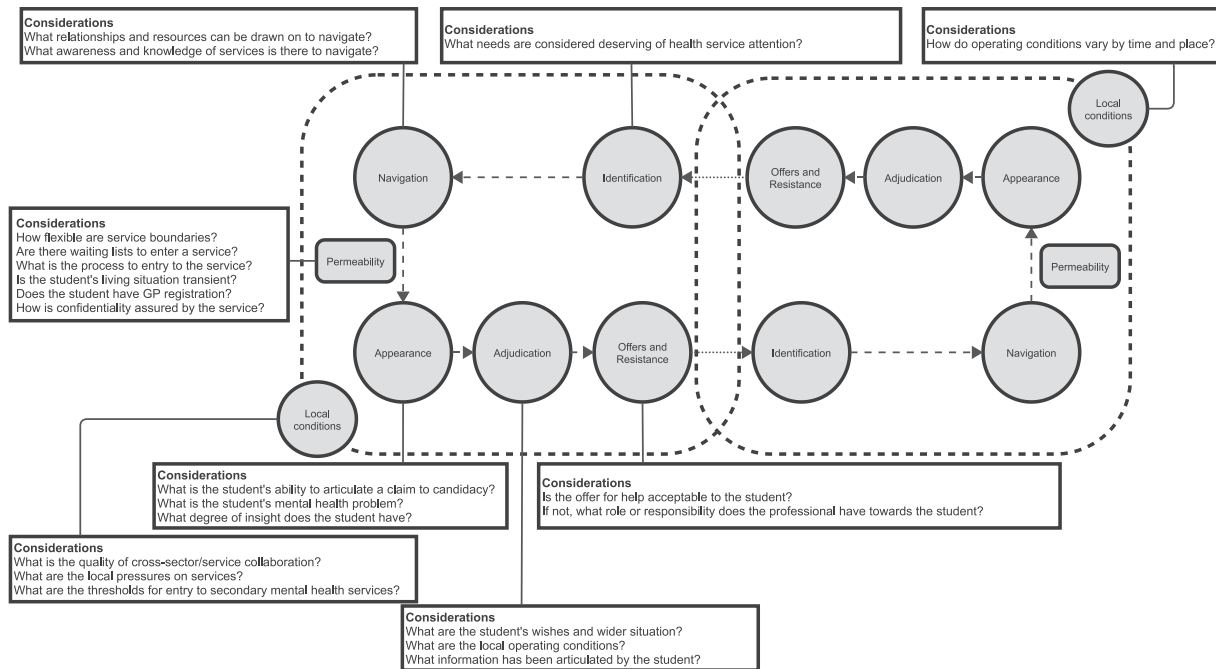 Considerations
What relationships and resources can be drawn on to navigate?
What awareness and knowledge of services is there to navigate?
Considerations
What needs are considered deserving of health service attention?
Considerations
How do operating conditions vary by time and place?
Local
conditions
Navigation
Identification
Offers and
Resistance
Adjudication
Appearance
Considerations
How flexible are service boundaries?
Are there waiting lists to enter a service?
What is the process to entry to the service?
Is the student's living situation transient?
Does the student have GP registration?
How is confidentiality assured by the service?
Permeability
Permeability
Appearance
Adjudication
Offers and
Resistance
Identification
Navigation
Local
conditions
Considerations
What is the student's ability to articulate a claim to candidacy?
What is the student's mental health problem?
What degree of insight does the student have?
Considerations
Is the offer for help acceptable to the student?
If not, what role or responsibility does the professional have towards the student?
Considerations
What is the quality of cross-sector/service collaboration?
What are the local pressures on services?
What are the thresholds for entry to secondary mental health services?
Considerations
What are the student's wishes and wider situation?
What are the local operating conditions?
What information has been articulated by the student?